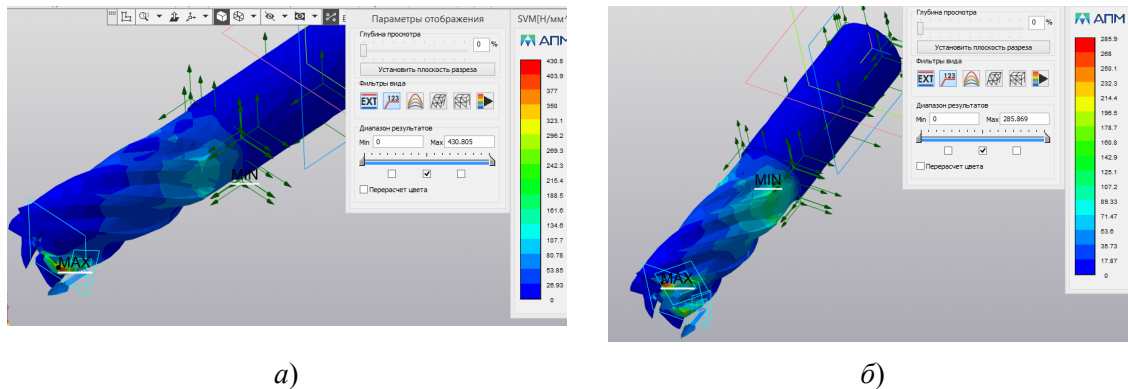 Параметры отображения
Глубина просмотра
0 %
Установить плоскость разреза
Фильтры вида
EXT 123
Диапазон результатов
Min 0 Max 430.805
Перерасчет цвета
SVM[Н/мм^
АПМ
430.8
403.9
377
350
323.1
296.2
269.3
242.3
215.4
188.5
161.6
134.6
107.7
80.78
53.85
26.93
0
MIN
MAX
а)
Глубина просмотра
0 %
Установить плоскость разреза
Фильтры вида
EXT 123
Диапазон результатов
Min 0 Max 285.869
Перерасчет цвета
АПМ
285.9
268
250.1
232.3
214.4
196.5
178.7
160.8
142.9
125.1
107.2
89.33
71.47
53.6
35.73
17.87
0
MIN
MAX
б)